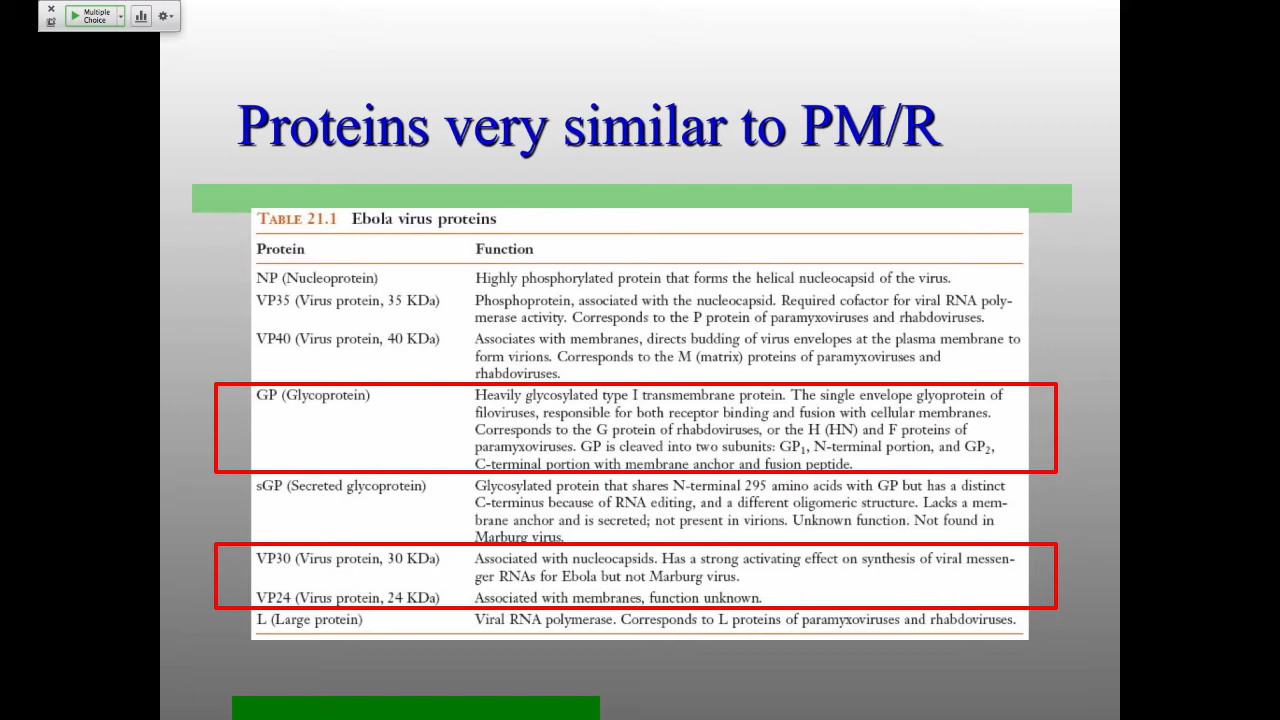 Multiple
Choice
Proteins very similar to PM/R
TABLE 21.1 Ebola virus proteins
Protein Function
NP (Nucleoprotein) Highly phosphorylated protein that forms the helical nucleocapsid of the virus.
VP35 (Virus protein, 35 KDa) Phosphoprotein, associated with the nucleocapsid. Required cofactor for viral RNA poly-
merase activity. Corresponds to the P protein of paramyxoviruses and rhabdoviruses.
VP40 (Virus protein, 40 KDa) Associates with membranes, directs budding of virus envelopes at the plasma membrane to
form virions. Corresponds to the M (matrix) proteins of paramyxoviruses and
rhabdoviruses.
GP (Glycoprotein) Heavily glycosylated type I transmembrane protein. The single envelope glyoprotein of
filoviruses, responsible for both receptor binding and fusion with cellular membranes.
Corresponds to the G protein of rhabdoviruses, or the H (HN) and F proteins of
paramyxoviruses. GP is cleaved into two subunits: GP₁, N-terminal portion, and GP₂,
C-terminal portion with membrane anchor and fusion peptide.
sGP (Secreted glycoprotein) Glycosylated protein that shares N-terminal 295 amino acids with GP but has a distinct
C-terminus because of RNA editing, and a different oligomeric structure. Lacks a mem-
brane anchor and is secreted; not present in virions. Unknown function. Not found in
Marburg virus.
VP30 (Virus protein, 30 KDa) Associated with nucleocapsids. Has a strong activating effect on synthesis of viral messen-
ger RNAs for Ebola but not Marburg virus.
VP24 (Virus protein, 24 KDa) Associated with membranes, function unknown.
L (Large protein) Viral RNA polymerase. Corresponds to L proteins of paramyxoviruses and rhabdoviruses.